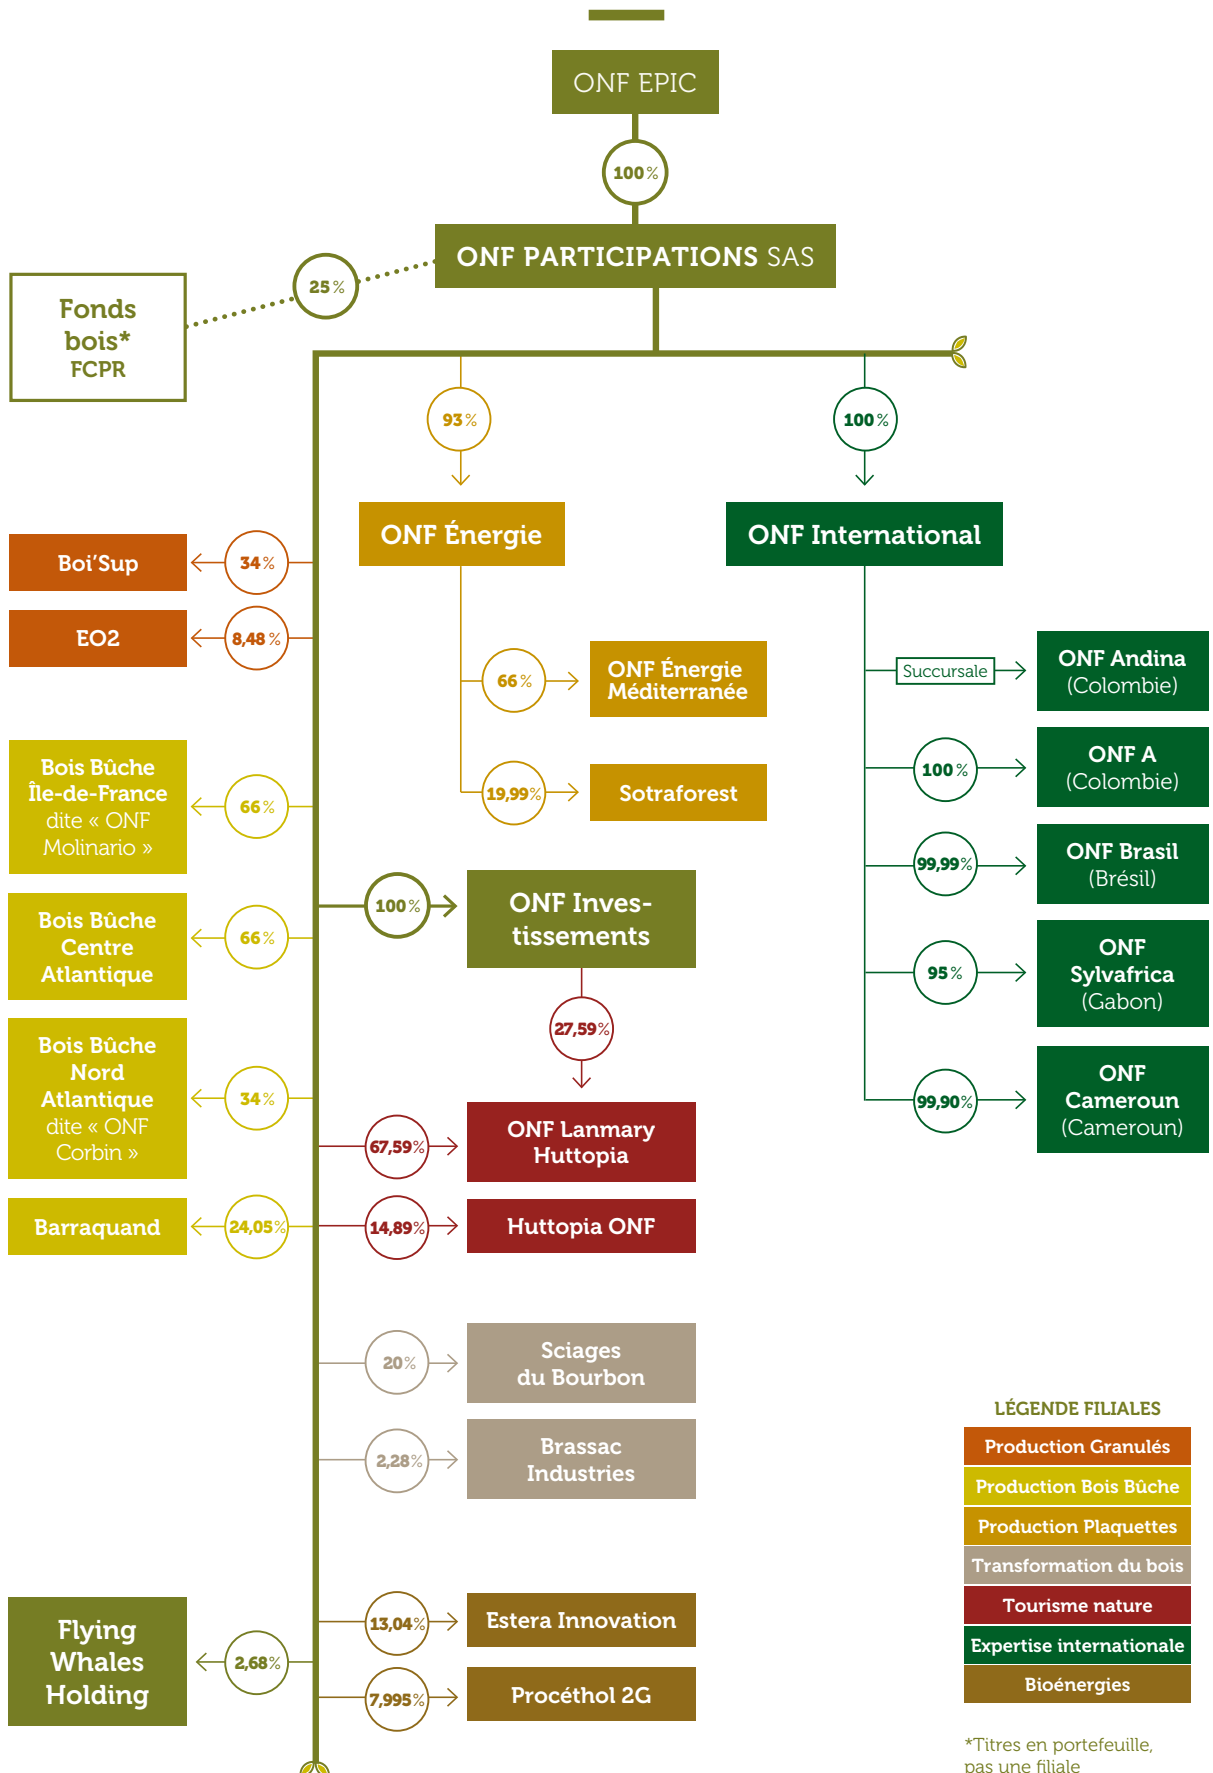 ONF EPIC
100%
ONF PARTICIPATIONS SAS
25%
Fonds
bois*
FCPR
93%
100%
ONF Énergie
ONF International
Boi'Sup
34%
EO2
8,48%
66%
ONF Énergie
Méditerranée
19,99%
Sotraforest
Succursale
ONF Andina
(Colombie)
100%
ONF A
(Colombie)
99,99%
ONF Brasil
(Brésil)
95%
ONF
Sylvafrica
(Gabon)
99,90%
ONF
Cameroun
(Cameroun)
Bois Bûche
Île-de-France
dite « ONF
Molinario »
66%
Bois Bûche
Centre
Atlantique
66%
Bois Bûche
Nord
Atlantique
dite « ONF
Corbin »
34%
Barraquand
24,05%
100%
ONF Inves-
tissements
27,59%
67,59%
ONF Lanmary
Huttopia
14,89%
Huttopia ONF
20%
Sciages
du Bourbon
2,28%
Brassac
Industries
Flying
Whales
Holding
2,68%
13,04%
Estera Innovation
7,995%
Procéthol 2G
LÉGENDE FILIALES
Production Granulés
Production Bois Bûche
Production Plaquettes
Transformation du bois
Tourisme nature
Expertise internationale
Bioénergies
*Titres en portefeuille,
pas une filiale